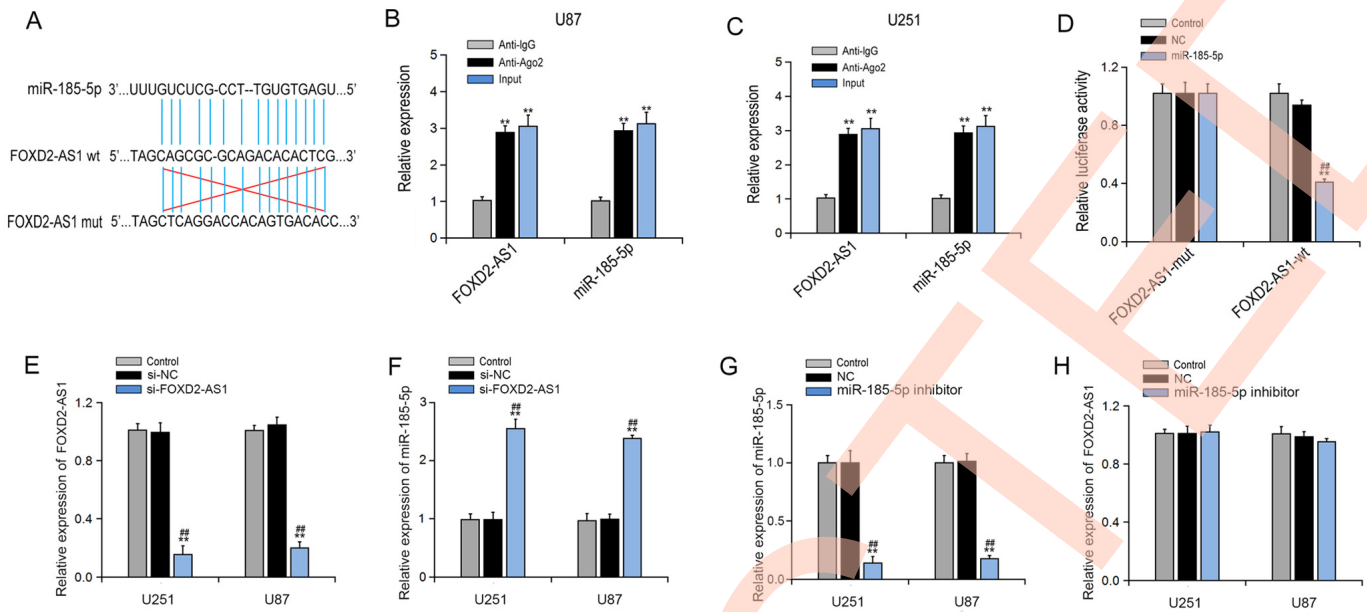 A
miR-185-5p 3'...UUUGUCUCG-CCT--TGUGTGAGU...5'
FOXD2-AS1 wt 5'...TAGCAGCGC-GCAGACACACTCG...3'
FOXD2-AS1 mut 5'...TAGCTCAGGACCACAGTGACACC...3'
B
U87
Anti-IgG
Anti-Ago2
Input
Relative expression
5
4
3
2
1
0
** ** ** **
FOXD2-AS1 miR-185-5p
C
U251
Anti-IgG
Anti-Ago2
Input
Relative expression
5
4
3
2
1
0
** ** ** **
FOXD2-AS1 miR-185-5p
D
Control
NC
miR-185-5p
Relative luciferase activity
1.2
0.8
0.4
0.0
##
**
FOXD2-AS1-mut FOXD2-AS1-wt
E
Control
si-NC
si-FOXD2-AS1
Relative expression of FOXD2-AS1
1.2
0.8
0.4
0.0
## ##
** **
U251 U87
F
Control
si-NC
si-FOXD2-AS1
Relative expression of miR-185-5p
3
2
1
0
## ##
** **
U251 U87
G
Control
NC
miR-185-5p inhibitor
Relative expression of miR-185-5p
1.5
1.0
0.5
0.0
## ##
** **
U251 U87
H
Control
NC
miR-185-5p inhibitor
Relative expression of FOXD2-AS1
1.2
0.8
0.4
0.0
U251 U87